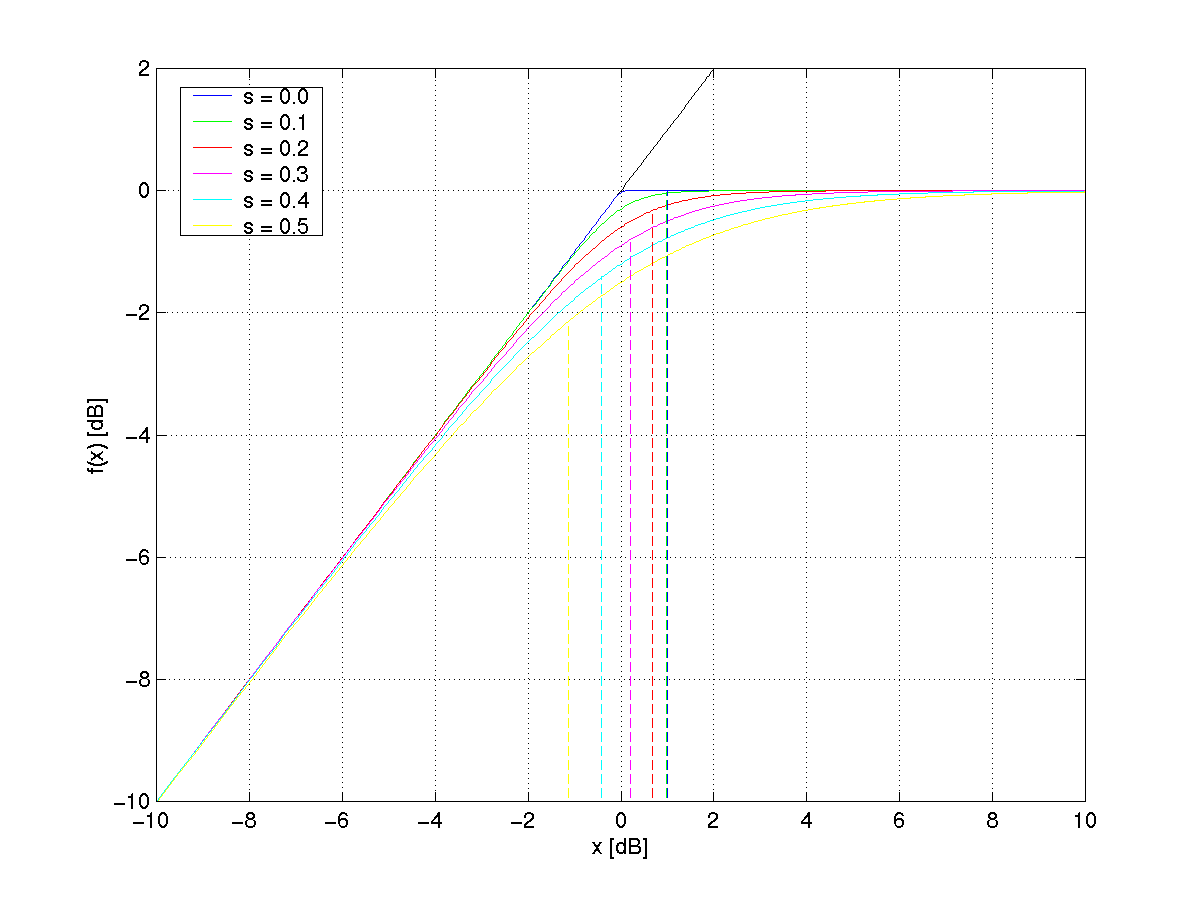 2
0
−2
−4
−6
−8
−10
f(x) [dB]
s = 0.0
s = 0.1
s = 0.2
s = 0.3
s = 0.4
s = 0.5
−10 −8 −6 −4 −2 0 2 4 6 8 10
x [dB]